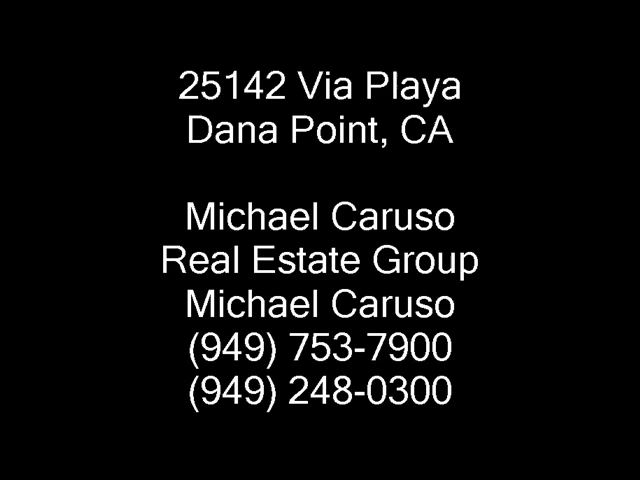 25142 Via Playa
Dana Point, CA
Michael Caruso
Real Estate Group
Michael Caruso
(949) 753-7900
(949) 248-0300